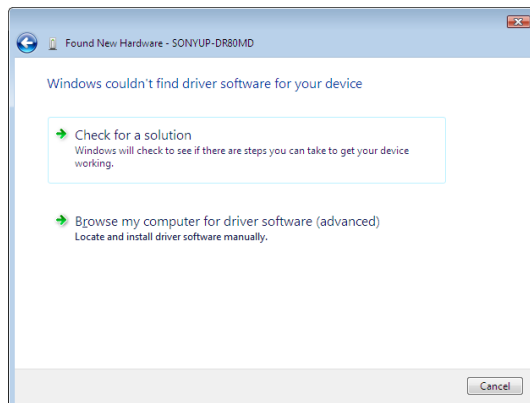 Found New Hardware - SONYUP-DR80MD
Windows couldn't find driver software for your device
Check for a solution
Windows will check to see if there are steps you can take to get your device
working.
Browse my computer for driver software (advanced)
Locate and install driver software manually.
Cancel